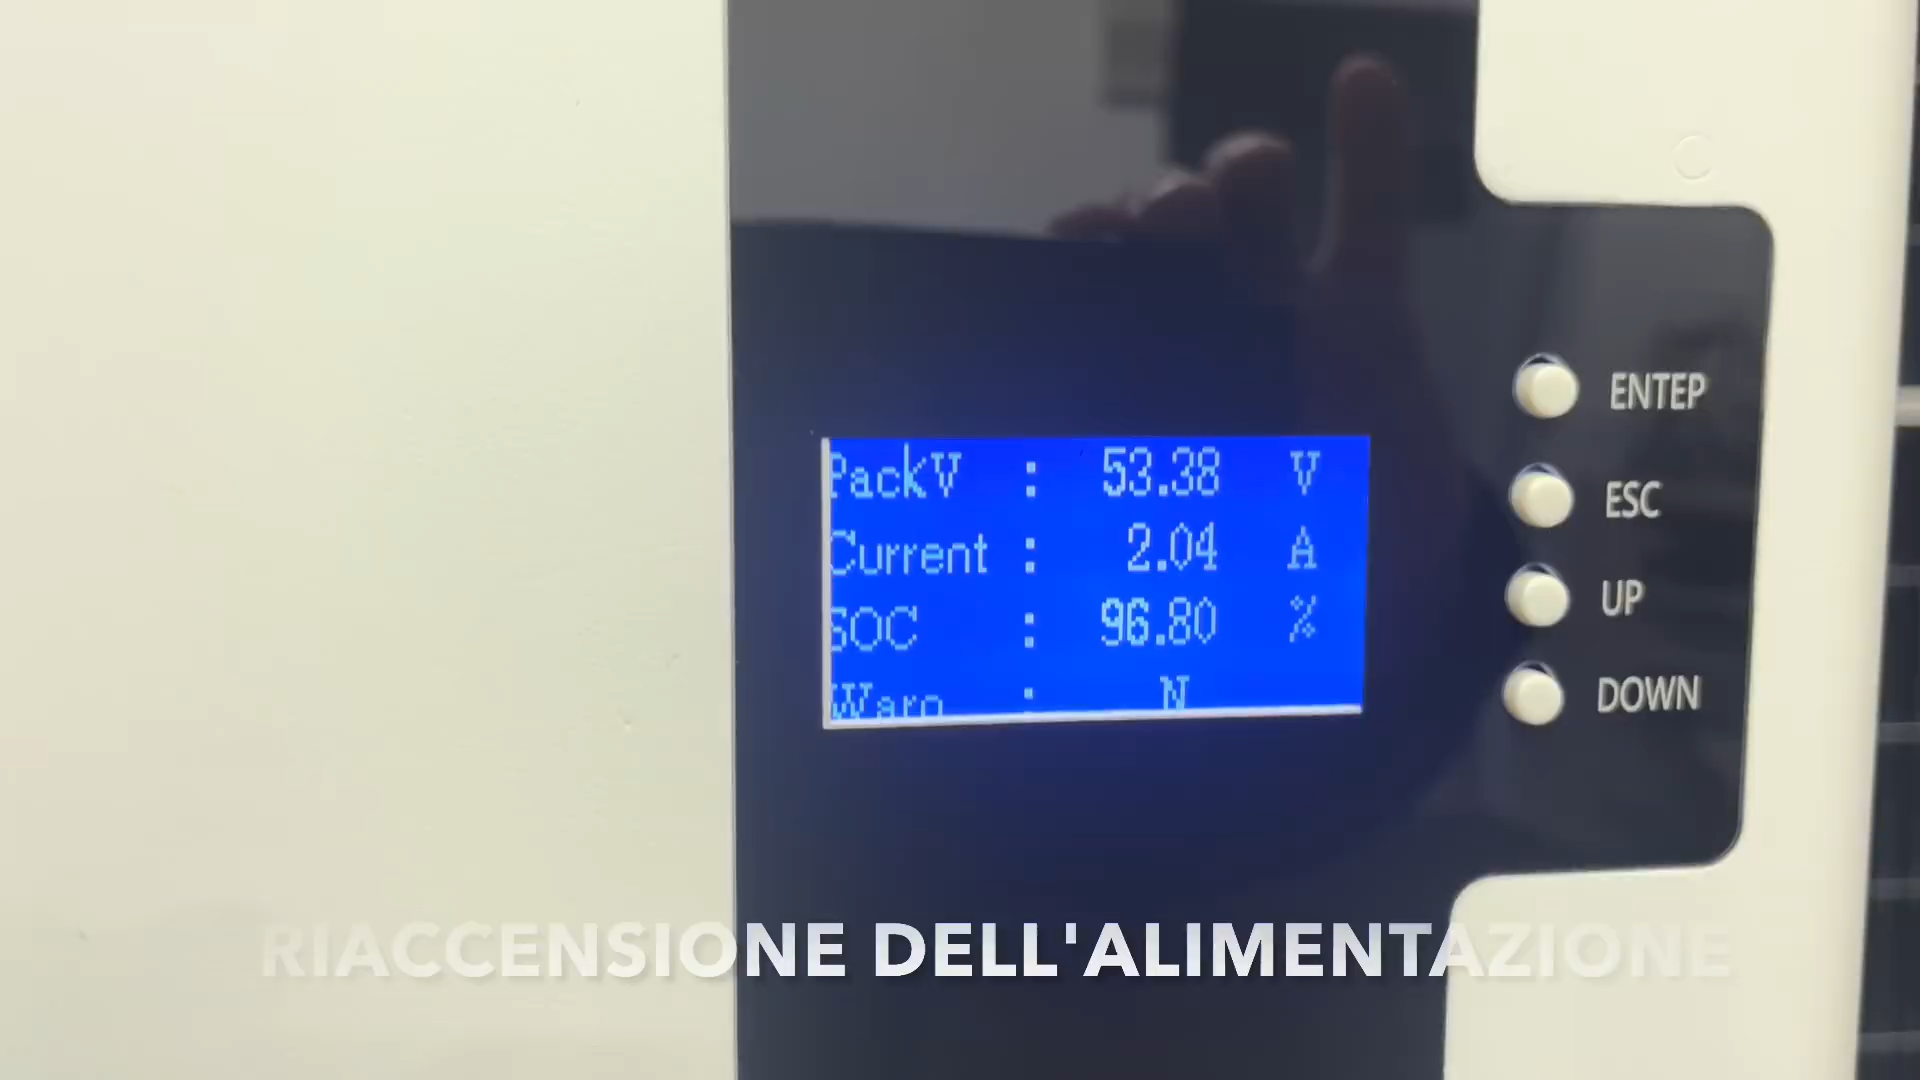 PackV : 53.38 V
Current : 2.04 A
SOC : 96.80 %
Warn : N
ENTEP
ESC
UP
DOWN
RIACCENSIONE DELL'ALIMENTAZIONE